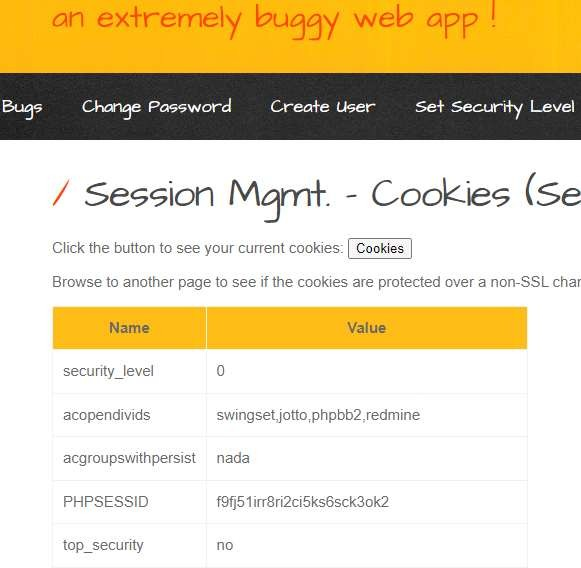 an extremely buggy web app !
Bugs Change Password Create User Set Security Level
/ Session Mgmt. - Cookies (Se
Click the button to see your current cookies: Cookies
Browse to another page to see if the cookies are protected over a non-SSL char
Name Value
security_level 0
acopendivids swingset,jotto,phpbb2,redmine
acgroupswithpersist nada
PHPSESSID f9fj51irr8ri2ci5ks6sck3ok2
top_security no